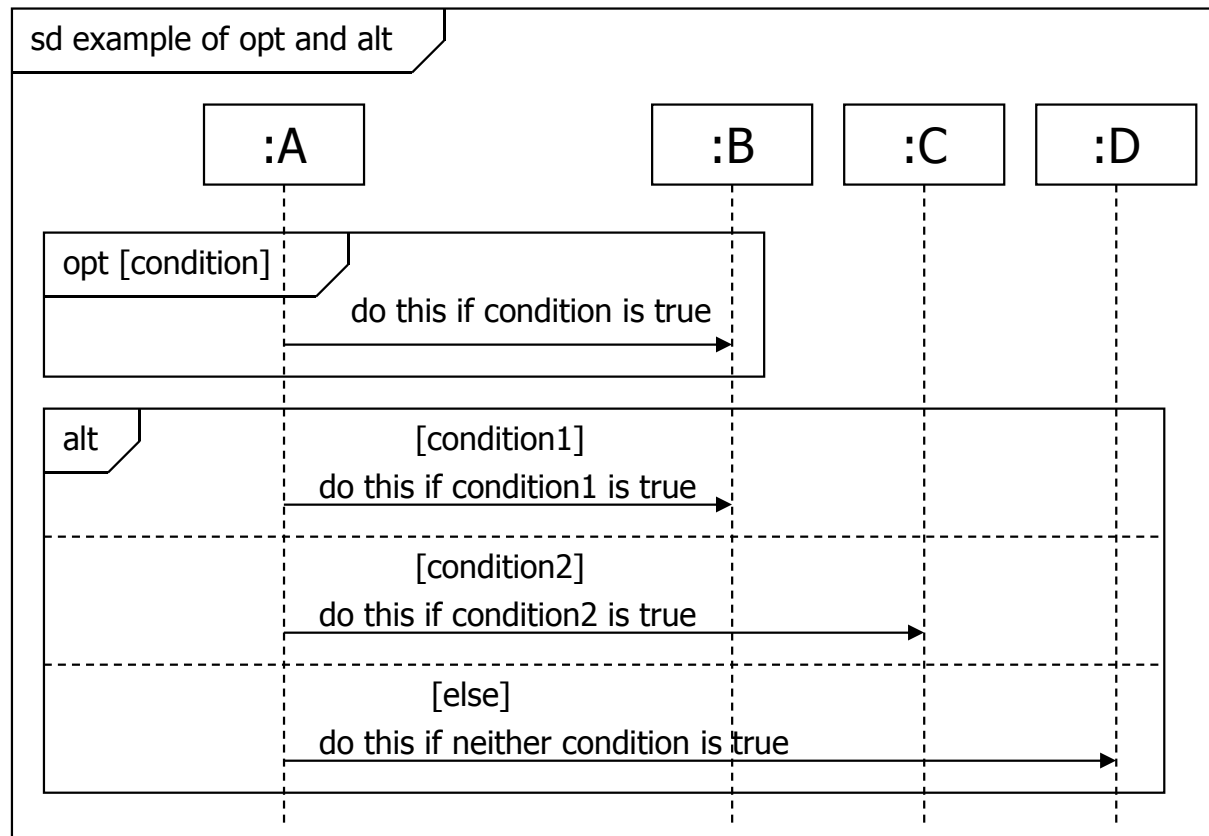 sd example of opt and alt
:A
:B
:C
:D
opt [condition]
do this if condition is true
alt
[condition1]
do this if condition1 is true
[condition2]
do this if condition2 is true
[else]
do this if neither condition is true